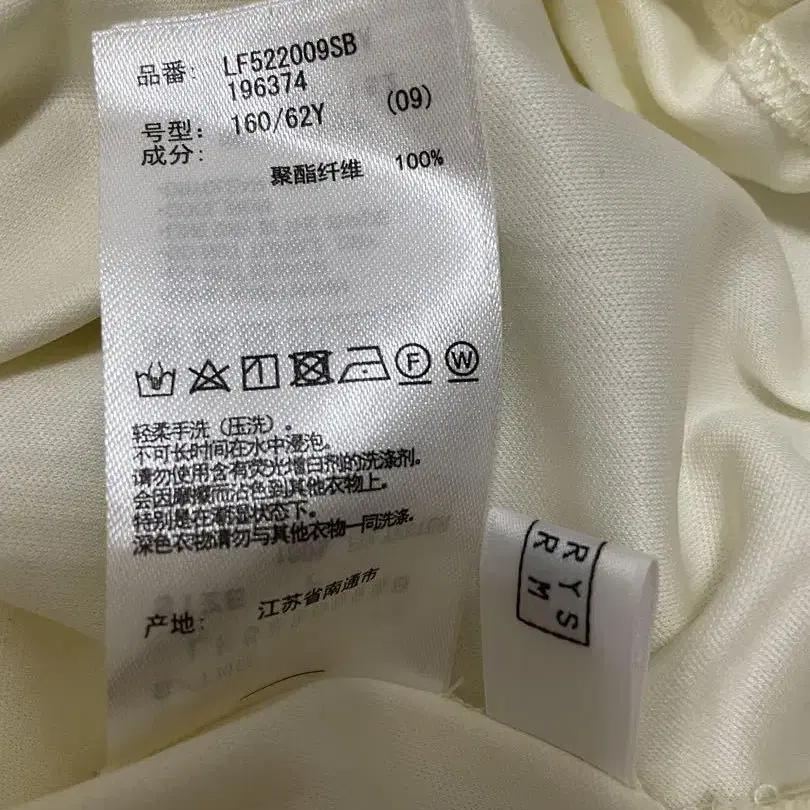 品番: LF522009SB
196374
号型: 160/62Y (09)
成分:
聚酯纤维 100%
F W
轻柔手洗（压洗）。
不可长时间在水中浸泡。
请勿使用含有荧光增白剂的洗涤剂。
会因摩擦而沾色到其他衣物上。
特别是在渐湿状态下。
深色衣物请勿与其他衣物一同洗涤.
产地: 江苏省南通市
RYS
RM